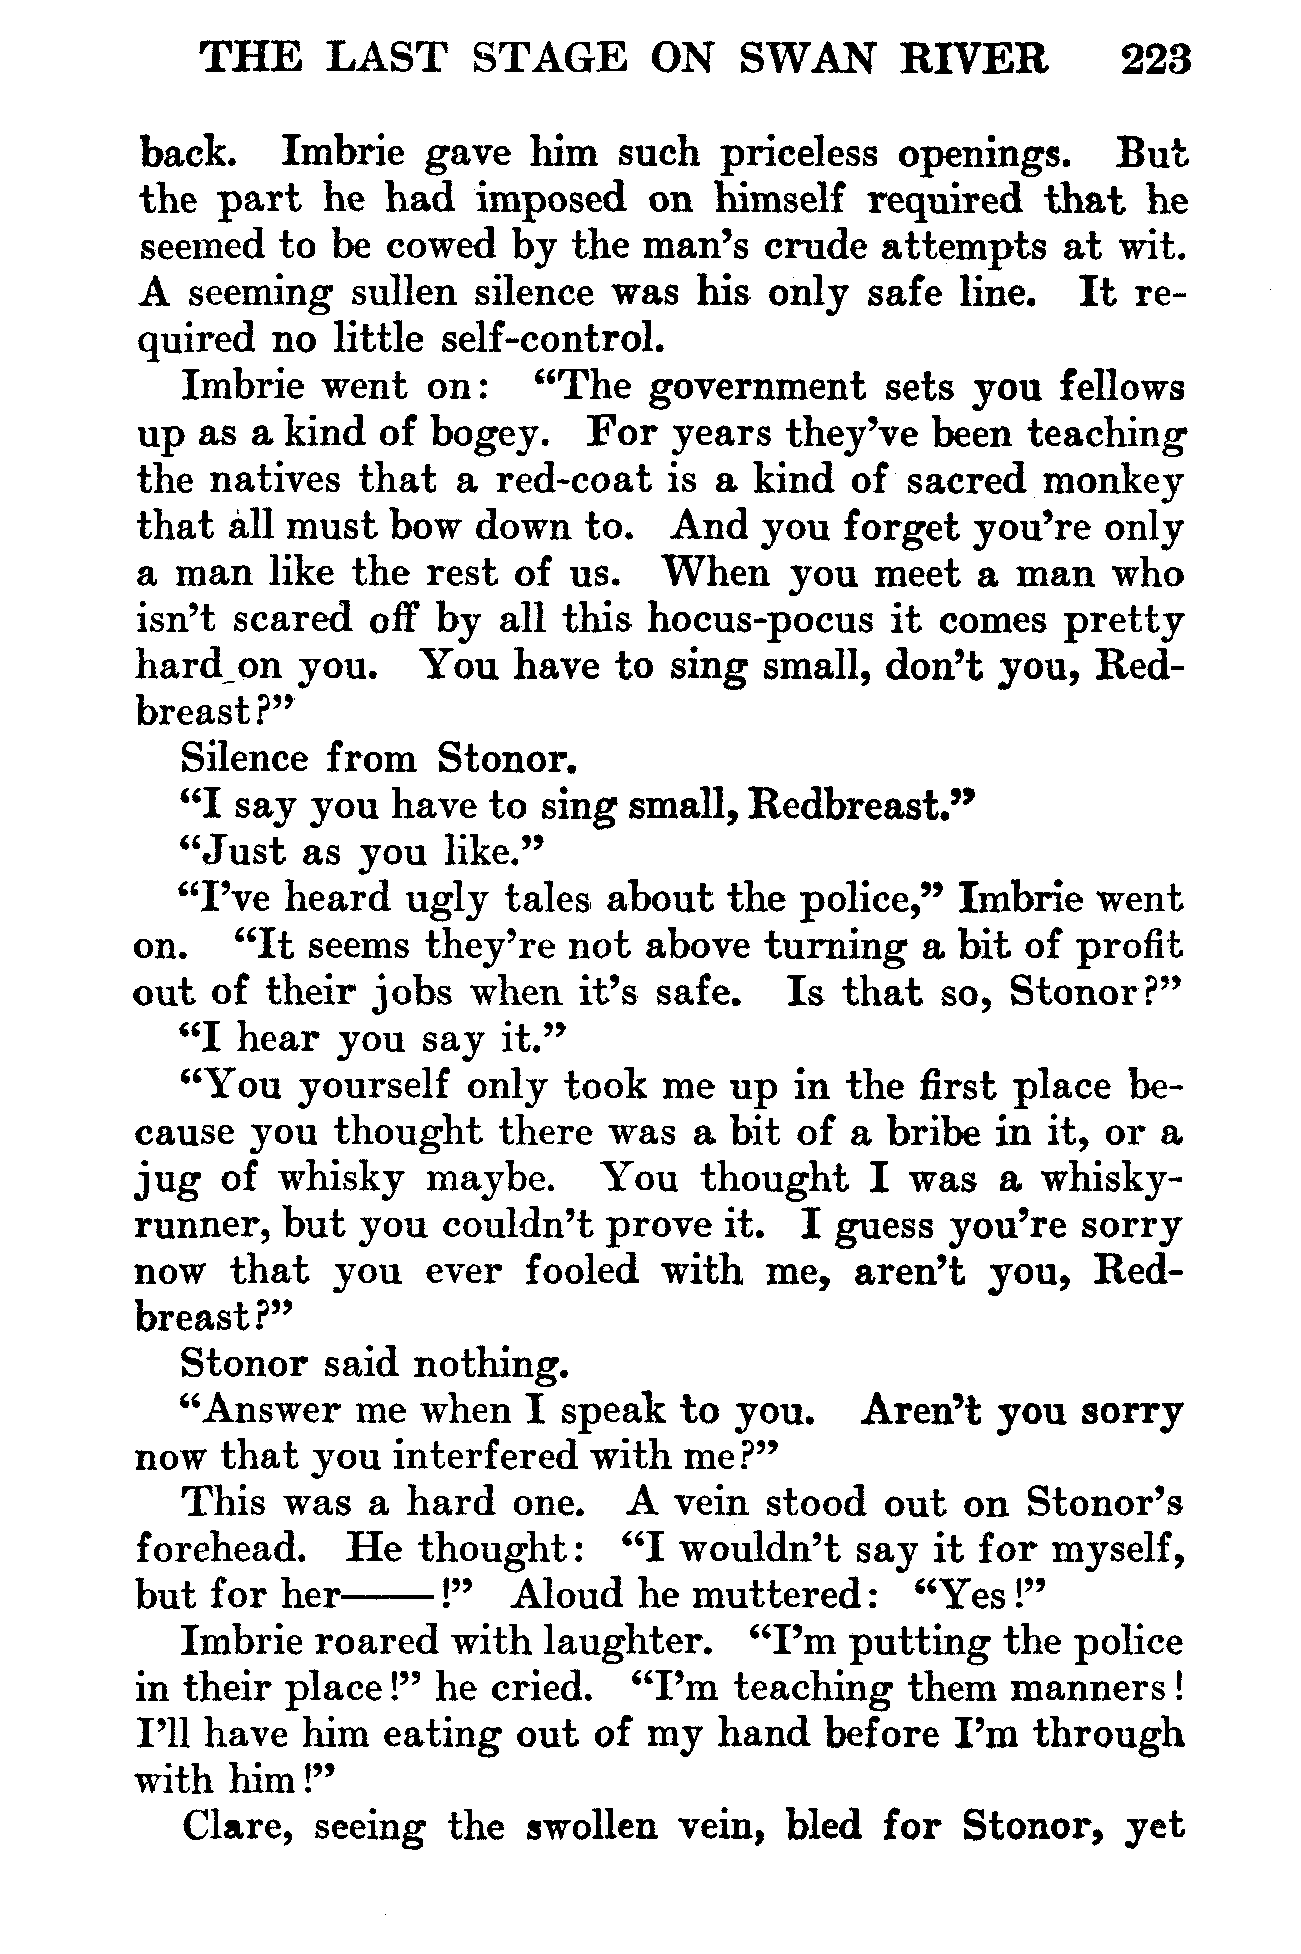 THE LAST STAGE ON SWAN RIVER 223
back. Imbrie gave him such priceless openings. But
the part he had imposed on himself required that he
seemed to be cowed by the man's crude attempts at wit.
A seeming sullen silence was his only safe line. It re-
quired no little self-control.
Imbrie went on: "The government sets you fellows
up as a kind of bogey. For years they've been teaching
the natives that a red-coat is a kind of sacred monkey
that all must bow down to. And you forget you're only
a man like the rest of us. When you meet a man who
isn't scared off by all this hocus-pocus it comes pretty
hard on you. You have to sing small, don't you, Red-
breast?"
Silence from Stonor.
"I say you have to sing small, Redbreast."
"Just as you like."
"I've heard ugly tales about the police," Imbrie went
on. "It seems they're not above turning a bit of profit
out of their jobs when it's safe. Is that so, Stonor?"
"I hear you say it."
"You yourself only took me up in the first place be-
cause you thought there was a bit of a bribe in it, or a
jug of whisky maybe. You thought I was a whisky-
runner, but you couldn't prove it. I guess you're sorry
now that you ever fooled with me, aren't you, Red-
breast?"
Stonor said nothing.
"Answer me when I speak to you. Aren't you sorry
now that you interfered with me?"
This was a hard one. A vein stood out on Stonor's
forehead. He thought: "I wouldn't say it for myself,
but for her——!" Aloud he muttered: "Yes!"
Imbrie roared with laughter. "I'm putting the police
in their place!" he cried. "I'm teaching them manners!
I'll have him eating out of my hand before I'm through
with him!"
Clare, seeing the swollen vein, bled for Stonor, yet